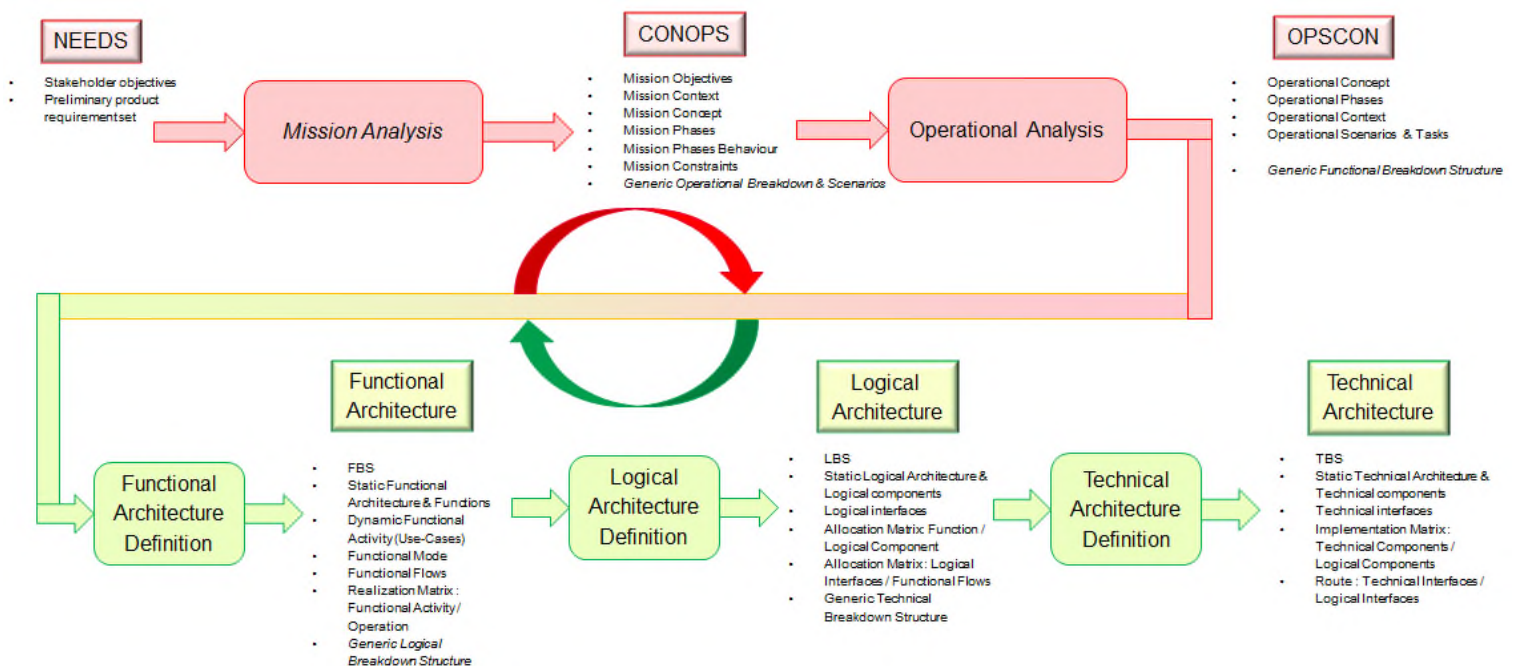 NEEDS
• Stakeholder objectives
• Preliminary product
requirementset
Mission Analysis
CONOPS
• Mission Objectives
• Mission Context
• Mission Concept
• Mission Phases
• Mission Phases Behaviour
• Mission Constraints
• Generic Operational Breakdown & Scenarios
Operational Analysis
OPSCON
• Operational Concept
• Operational Phases
• Operational Context
• Operational Scenarios & Tasks
• Generic Functional Breakdown Structure
Functional
Architecture
Definition
Functional
Architecture
• FBS
• Static Functional
Architecture & Functions
• Dynamic Functional
Activity (Use-Cases)
• Functional Mode
• Functional Flows
• Realization Matrix :
Functional Activity /
Operation
• Generic Logical
Breakdown Structure
Logical
Architecture
Definition
Logical
Architecture
• LBS
• Static Logical Architecture &
Logical components
• Logical interfaces
• Allocation Matrix: Function /
Logical Component
• Allocation Matrix : Logical
Interfaces / Functional Flows
• Generic Technical
Breakdown Structure
Technical
Architecture
Definition
Technical
Architecture
• TBS
• Static Technical Architecture &
Technical components
• Technical interfaces
• Implementation Matrix :
Technical Components /
Logical Components
• Route : Technical Interfaces /
Logical Interfaces